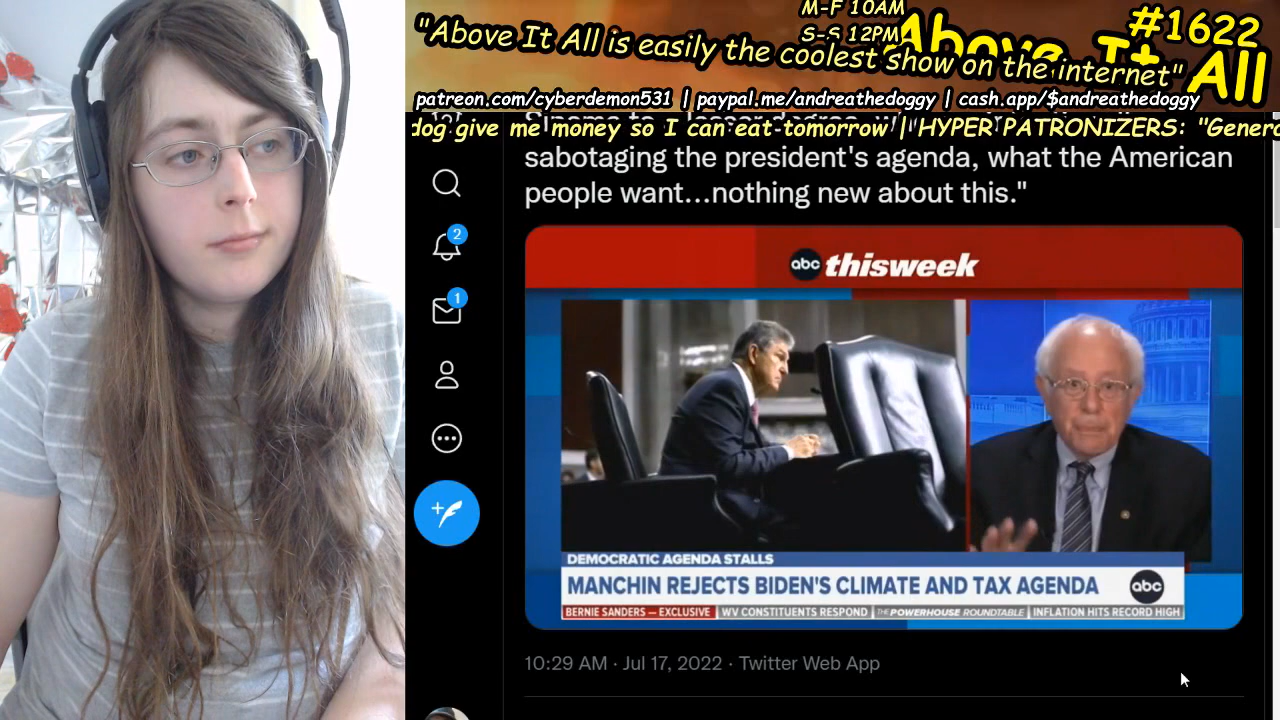 M-F 10AM
S-S 12PM
#1622
Above It All
"Above It All is easily the coolest show on the internet"
patreon.com/cyberdemon531 | paypal.me/andreathedoggy | cash.app/$andreathedoggy
dog give me money so I can eat tomorrow | HYPER PATRONIZERS: "Genero
sabotaging the president's agenda, what the American
people want...nothing new about this."
2
1
abc thisweek
DEMOCRATIC AGENDA STALLS
MANCHIN REJECTS BIDEN'S CLIMATE AND TAX AGENDA
abc
BERNIE SANDERS — EXCLUSIVE | WV CONSTITUENTS RESPOND | THE POWERHOUSE ROUNDTABLE | INFLATION HITS RECORD HIGH
10:29 AM · Jul 17, 2022 · Twitter Web App